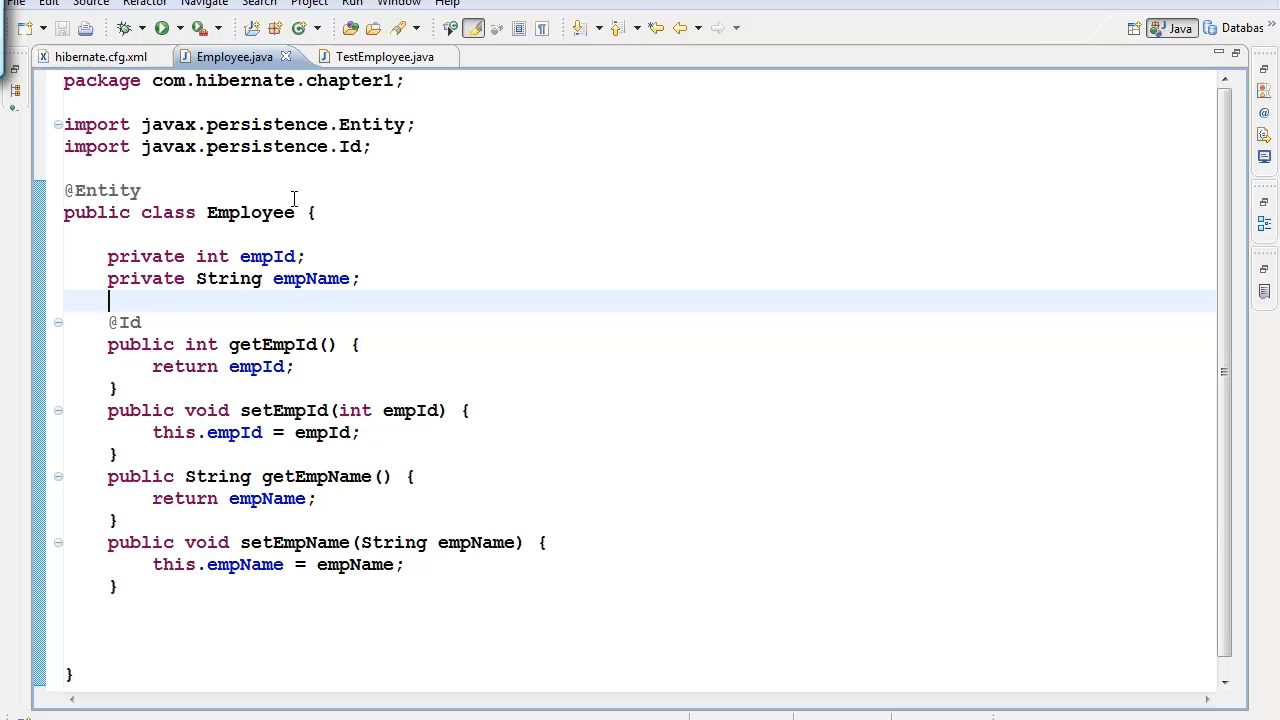 File Edit Source Refactor Navigate Search Project Run Window Help
Java Databas
hibernate.cfg.xml Employee.java TestEmployee.java
package com.hibernate.chapter1;
import javax.persistence.Entity;
import javax.persistence.Id;
@Entity
public class Employee {
private int empId;
private String empName;
@Id
public int getEmpId() {
return empId;
}
public void setEmpId(int empId) {
this.empId = empId;
}
public String getEmpName() {
return empName;
}
public void setEmpName(String empName) {
this.empName = empName;
}
}